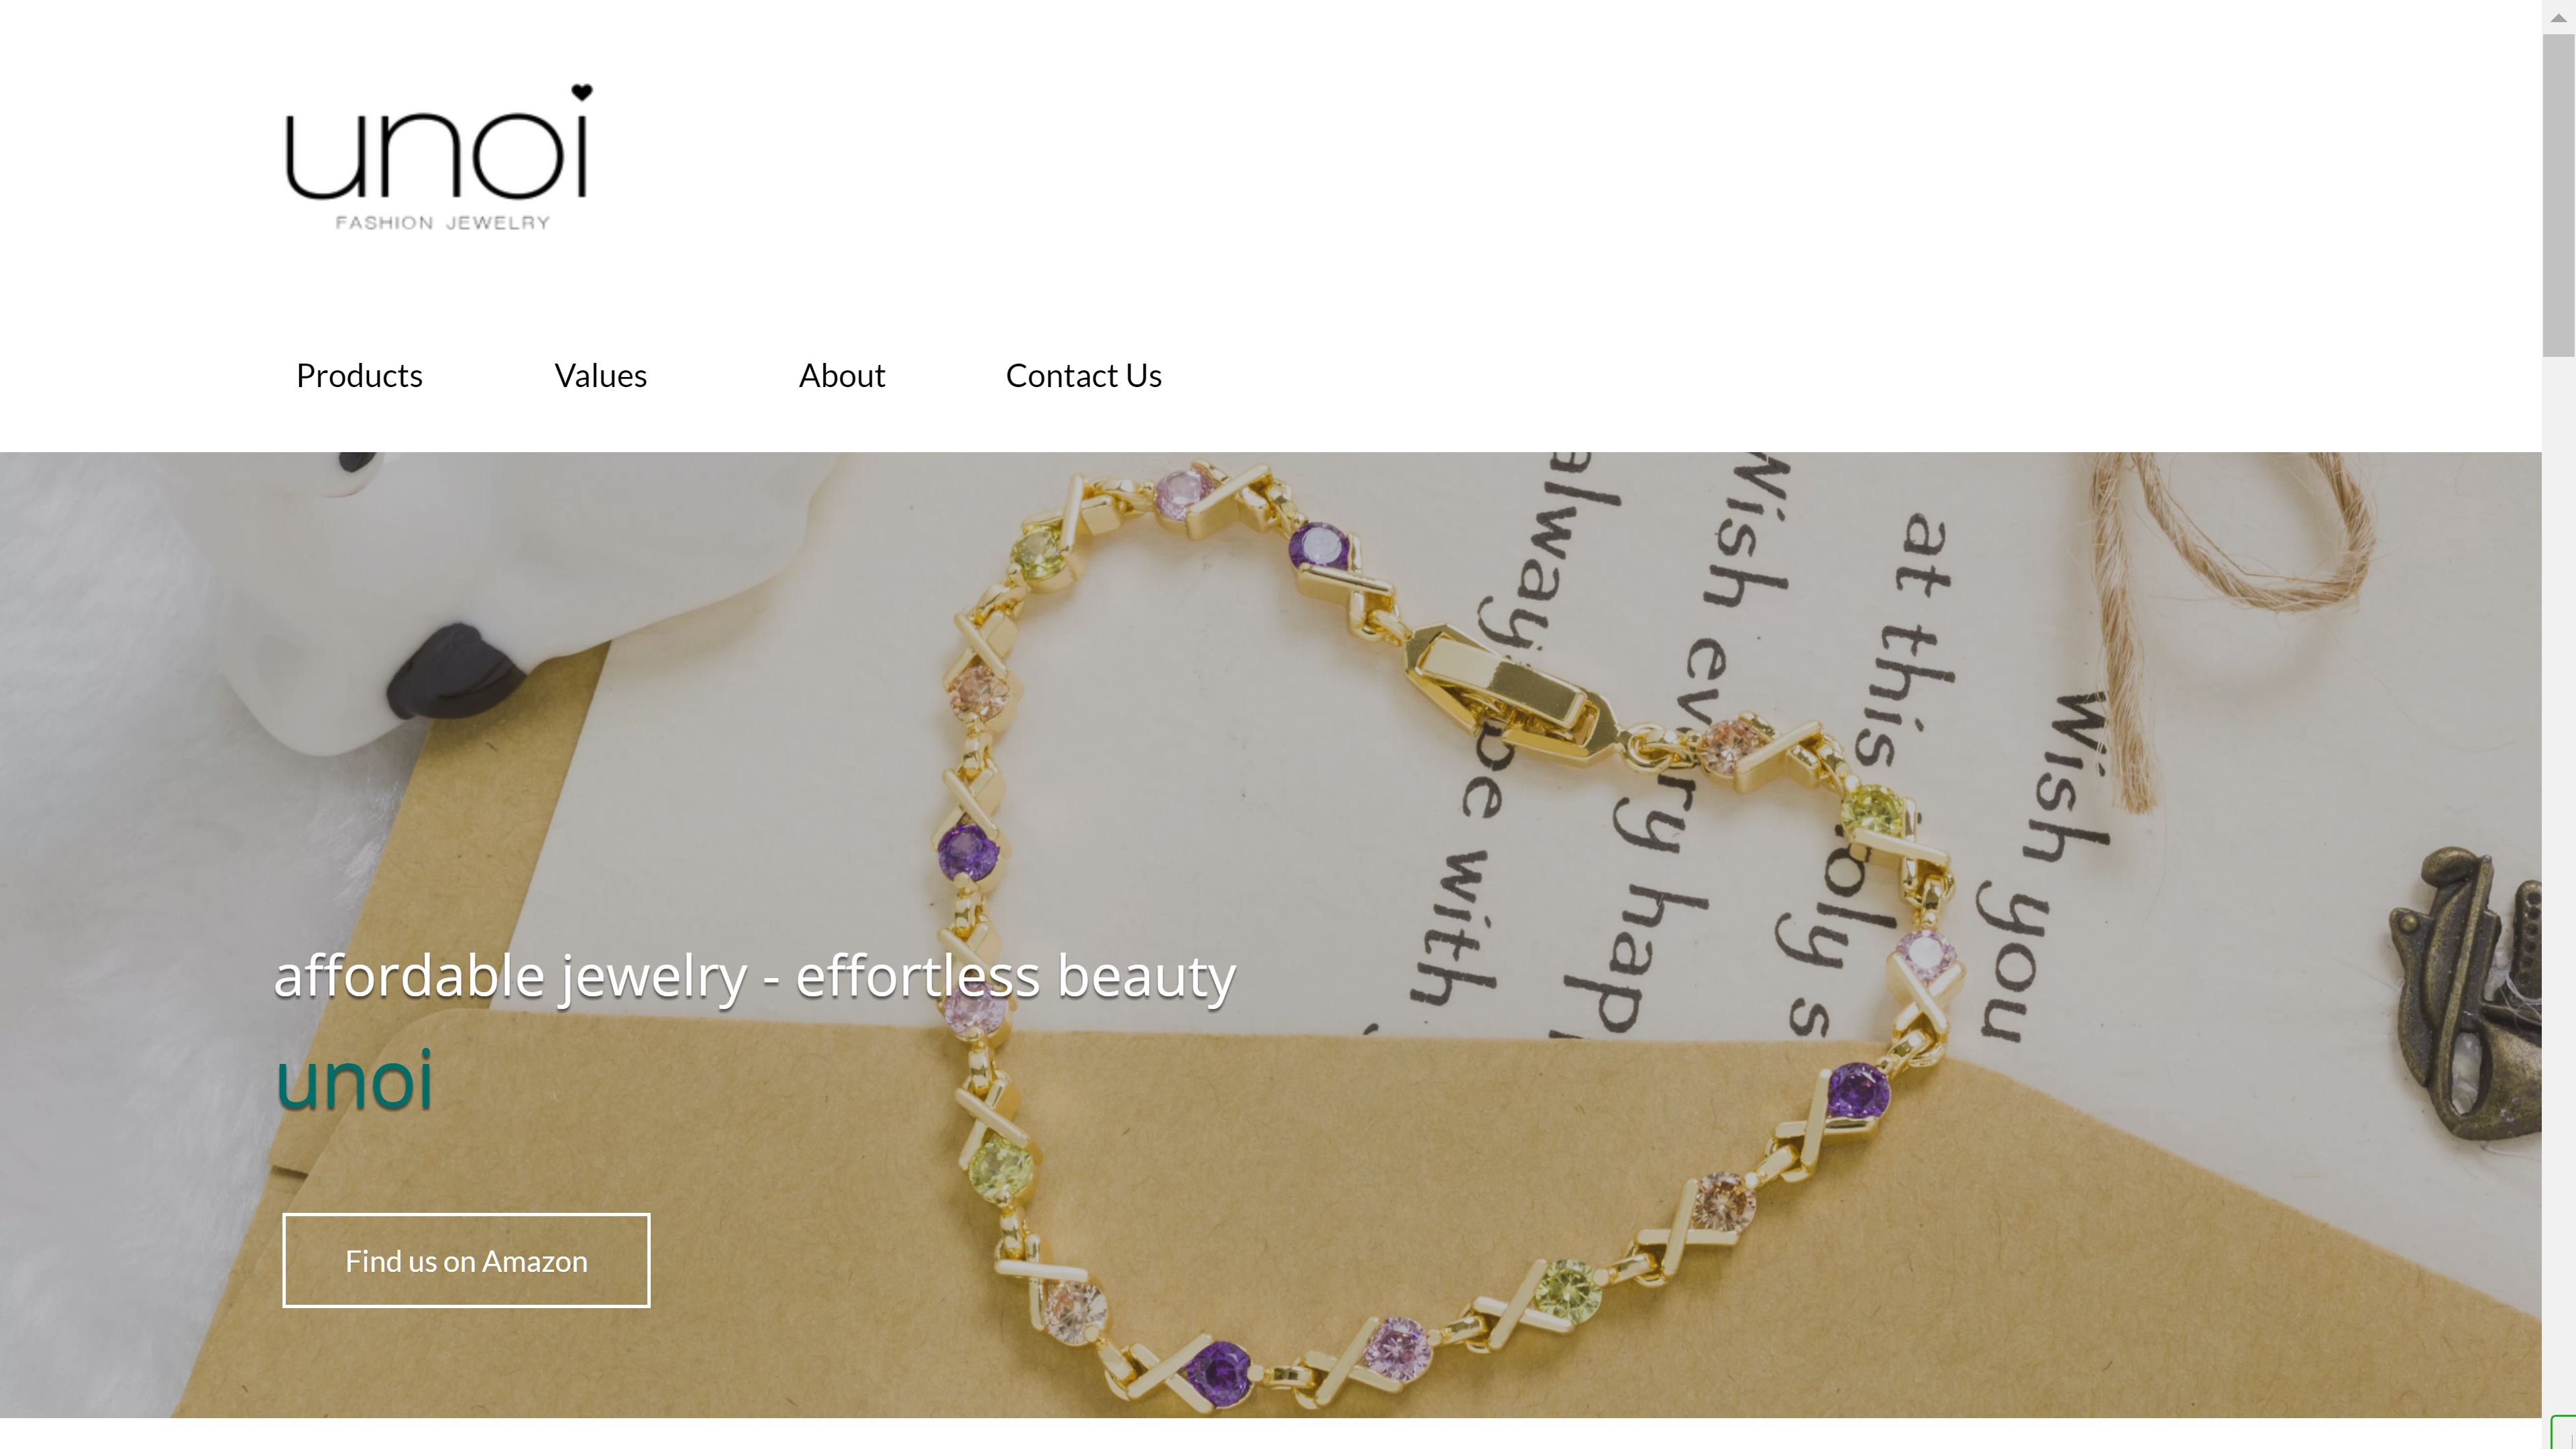 unoi
FASHION JEWELRY
Products
Values
About
Contact Us
always be with
Wish every hap
at this
oly s
Wish you
affordable jewelry - effortless beauty
unoi
Find us on Amazon